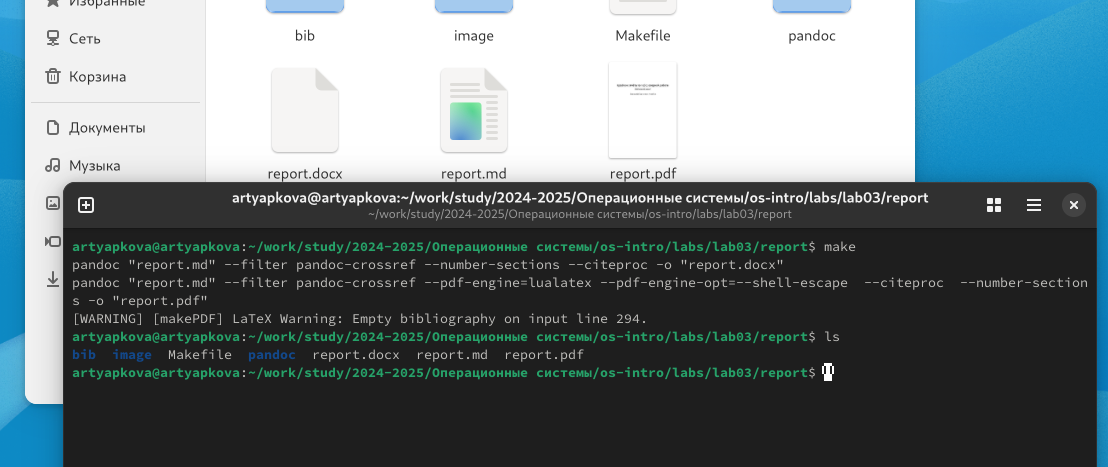 Избранные
Сеть
Корзина
Документы
Музыка
bib image Makefile pandoc
report.docx report.md report.pdf
artyapkova@artyapkova:~/work/study/2024-2025/Операционные системы/os-intro/labs/lab03/report
~/work/study/2024-2025/Операционные системы/os-intro/labs/lab03/report
artyapkova@artyapkova:~/work/study/2024-2025/Операционные системы/os-intro/labs/lab03/report$ make
pandoc "report.md" --filter pandoc-crossref --number-sections --citeproc -o "report.docx"
pandoc "report.md" --filter pandoc-crossref --pdf-engine=lualatex --pdf-engine-opt=--shell-escape  --citeproc  --number-section
s -o "report.pdf"
[WARNING] [makePDF] LaTeX Warning: Empty bibliography on input line 294.
artyapkova@artyapkova:~/work/study/2024-2025/Операционные системы/os-intro/labs/lab03/report$ ls
bib  image  Makefile  pandoc  report.docx  report.md  report.pdf
artyapkova@artyapkova:~/work/study/2024-2025/Операционные системы/os-intro/labs/lab03/report$